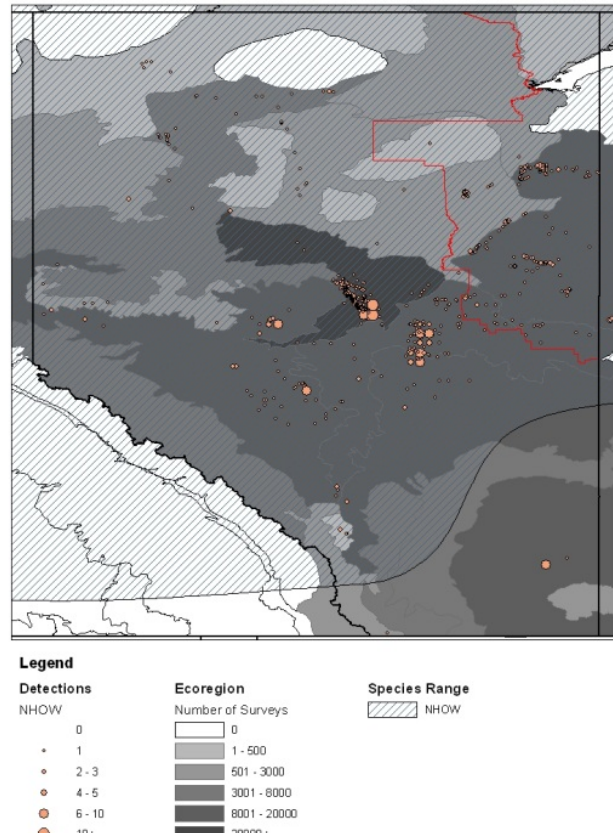 Legend
Detections Ecoregion Species Range
NHOW Number of Surveys NHOW
0 0
1 1 - 500
2 - 3 501 - 3000
4 - 5 3001 - 8000
6 - 10 8001 - 20000